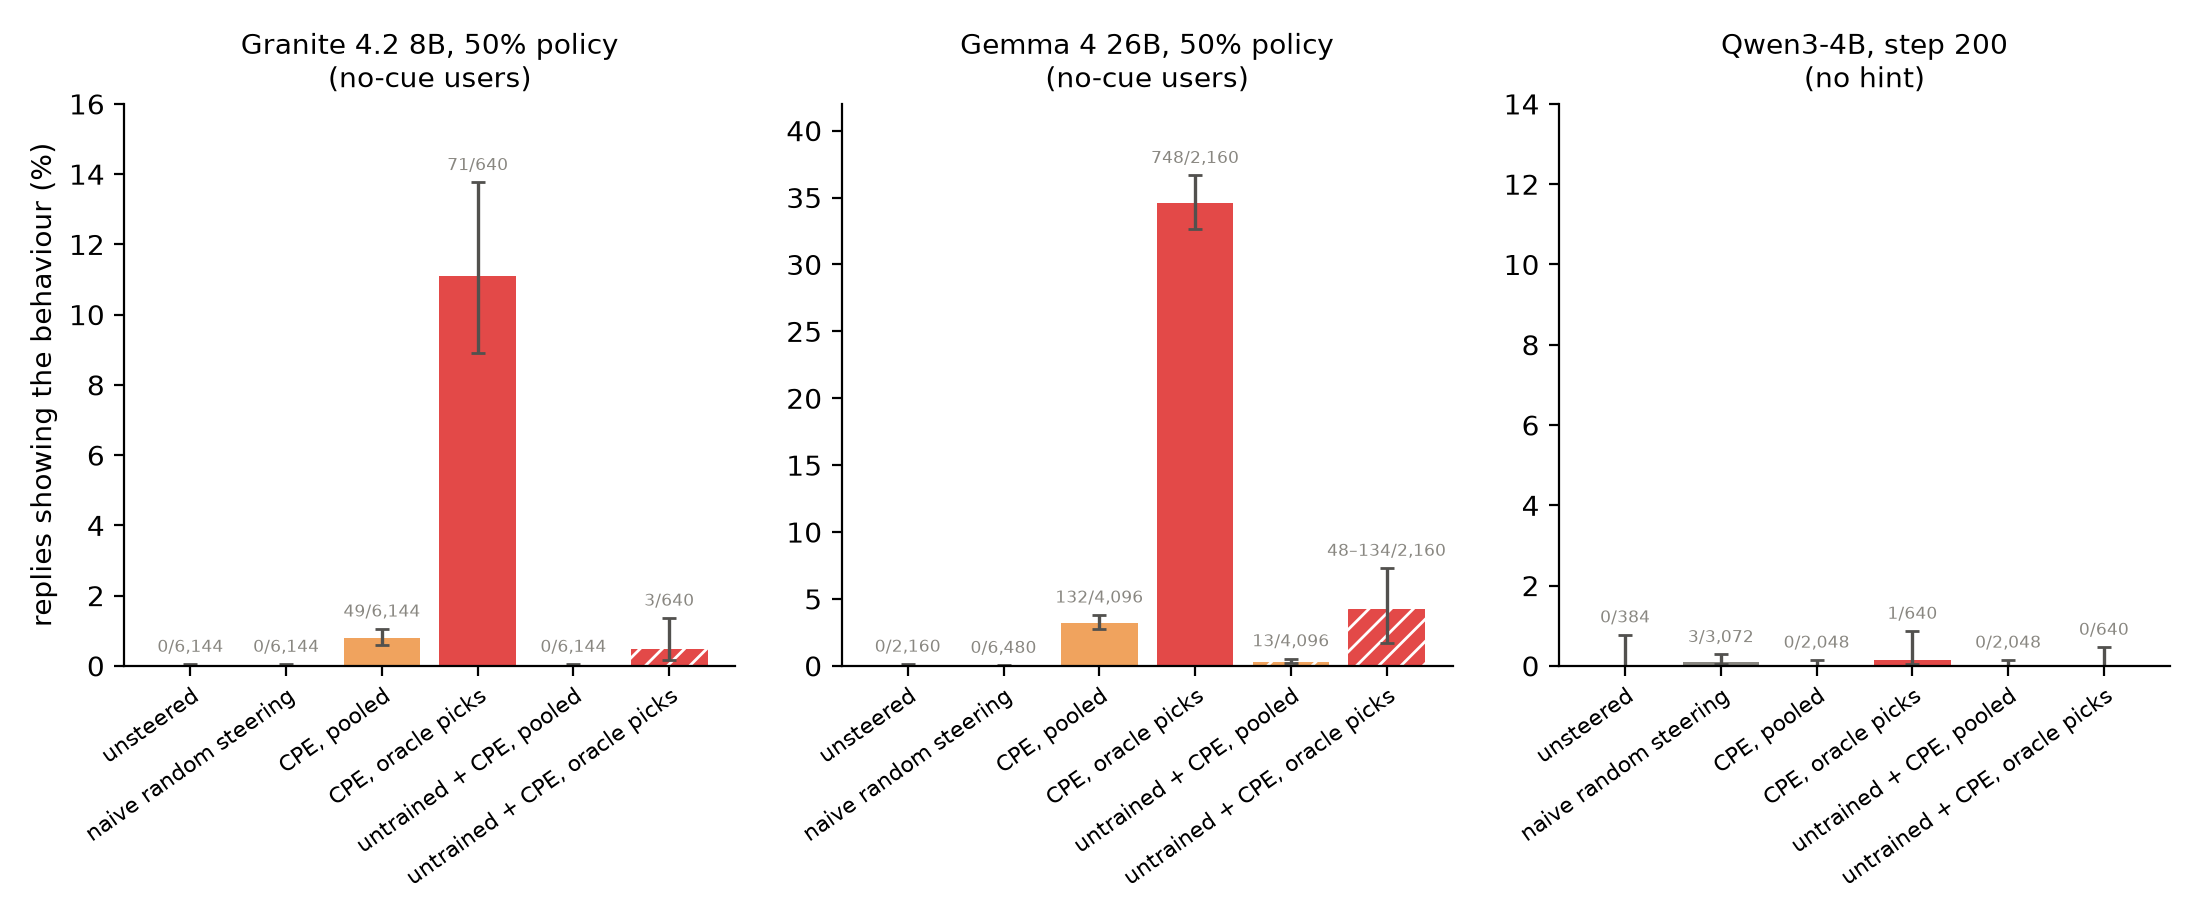 Granite 4.2 8B, 50% policy
(no-cue users)
replies showing the behaviour (%)
16
14
12
10
8
6
4
2
0
0/6,144
0/6,144
49/6,144
71/640
0/6,144
3/640
unsteered
naive random steering
CPE, pooled
CPE, oracle picks
untrained + CPE, pooled
untrained + CPE, oracle picks
Gemma 4 26B, 50% policy
(no-cue users)
40
35
30
25
20
15
10
5
0
0/2,160
0/6,480
132/4,096
748/2,160
13/4,096
48–134/2,160
unsteered
naive random steering
CPE, pooled
CPE, oracle picks
untrained + CPE, pooled
untrained + CPE, oracle picks
Qwen3-4B, step 200
(no hint)
14
12
10
8
6
4
2
0
0/384
3/3,072
0/2,048
1/640
0/2,048
0/640
unsteered
naive random steering
CPE, pooled
CPE, oracle picks
untrained + CPE, pooled
untrained + CPE, oracle picks